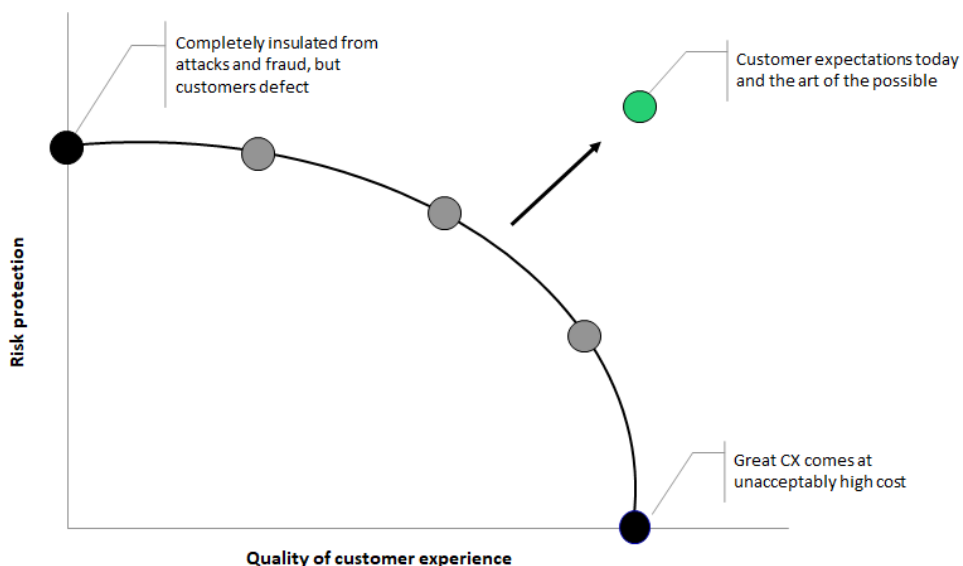 Completely insulated from
attacks and fraud, but
customers defect
Customer expectations today
and the art of the possible
Risk protection
Great CX comes at
unacceptably high cost
Quality of customer experience